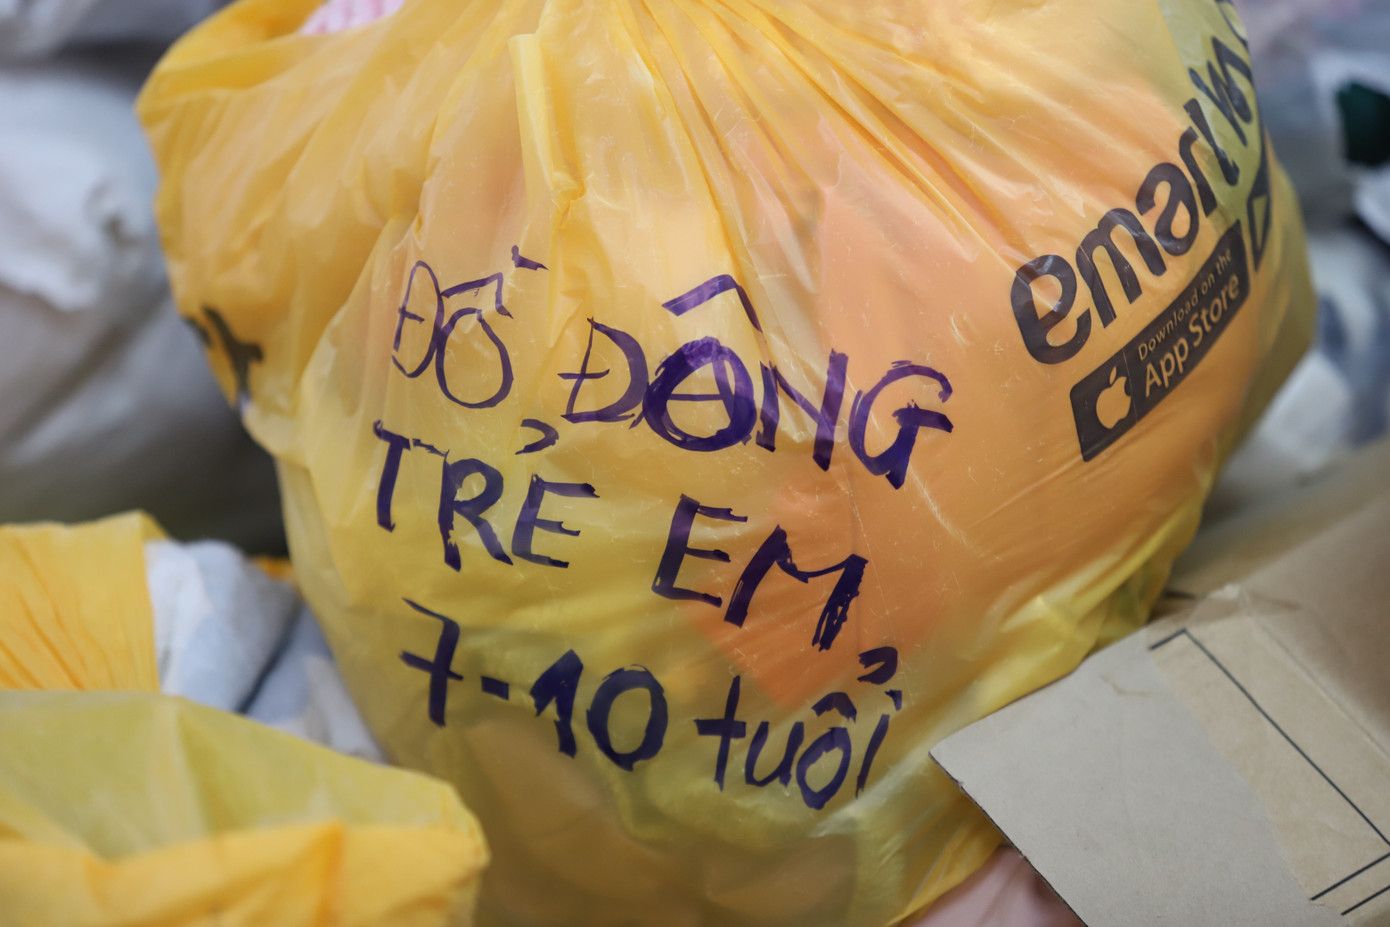 ĐỒ ĐÔNG
TRẺ EM
7-10 tuổi
emart
Download on the
App Store